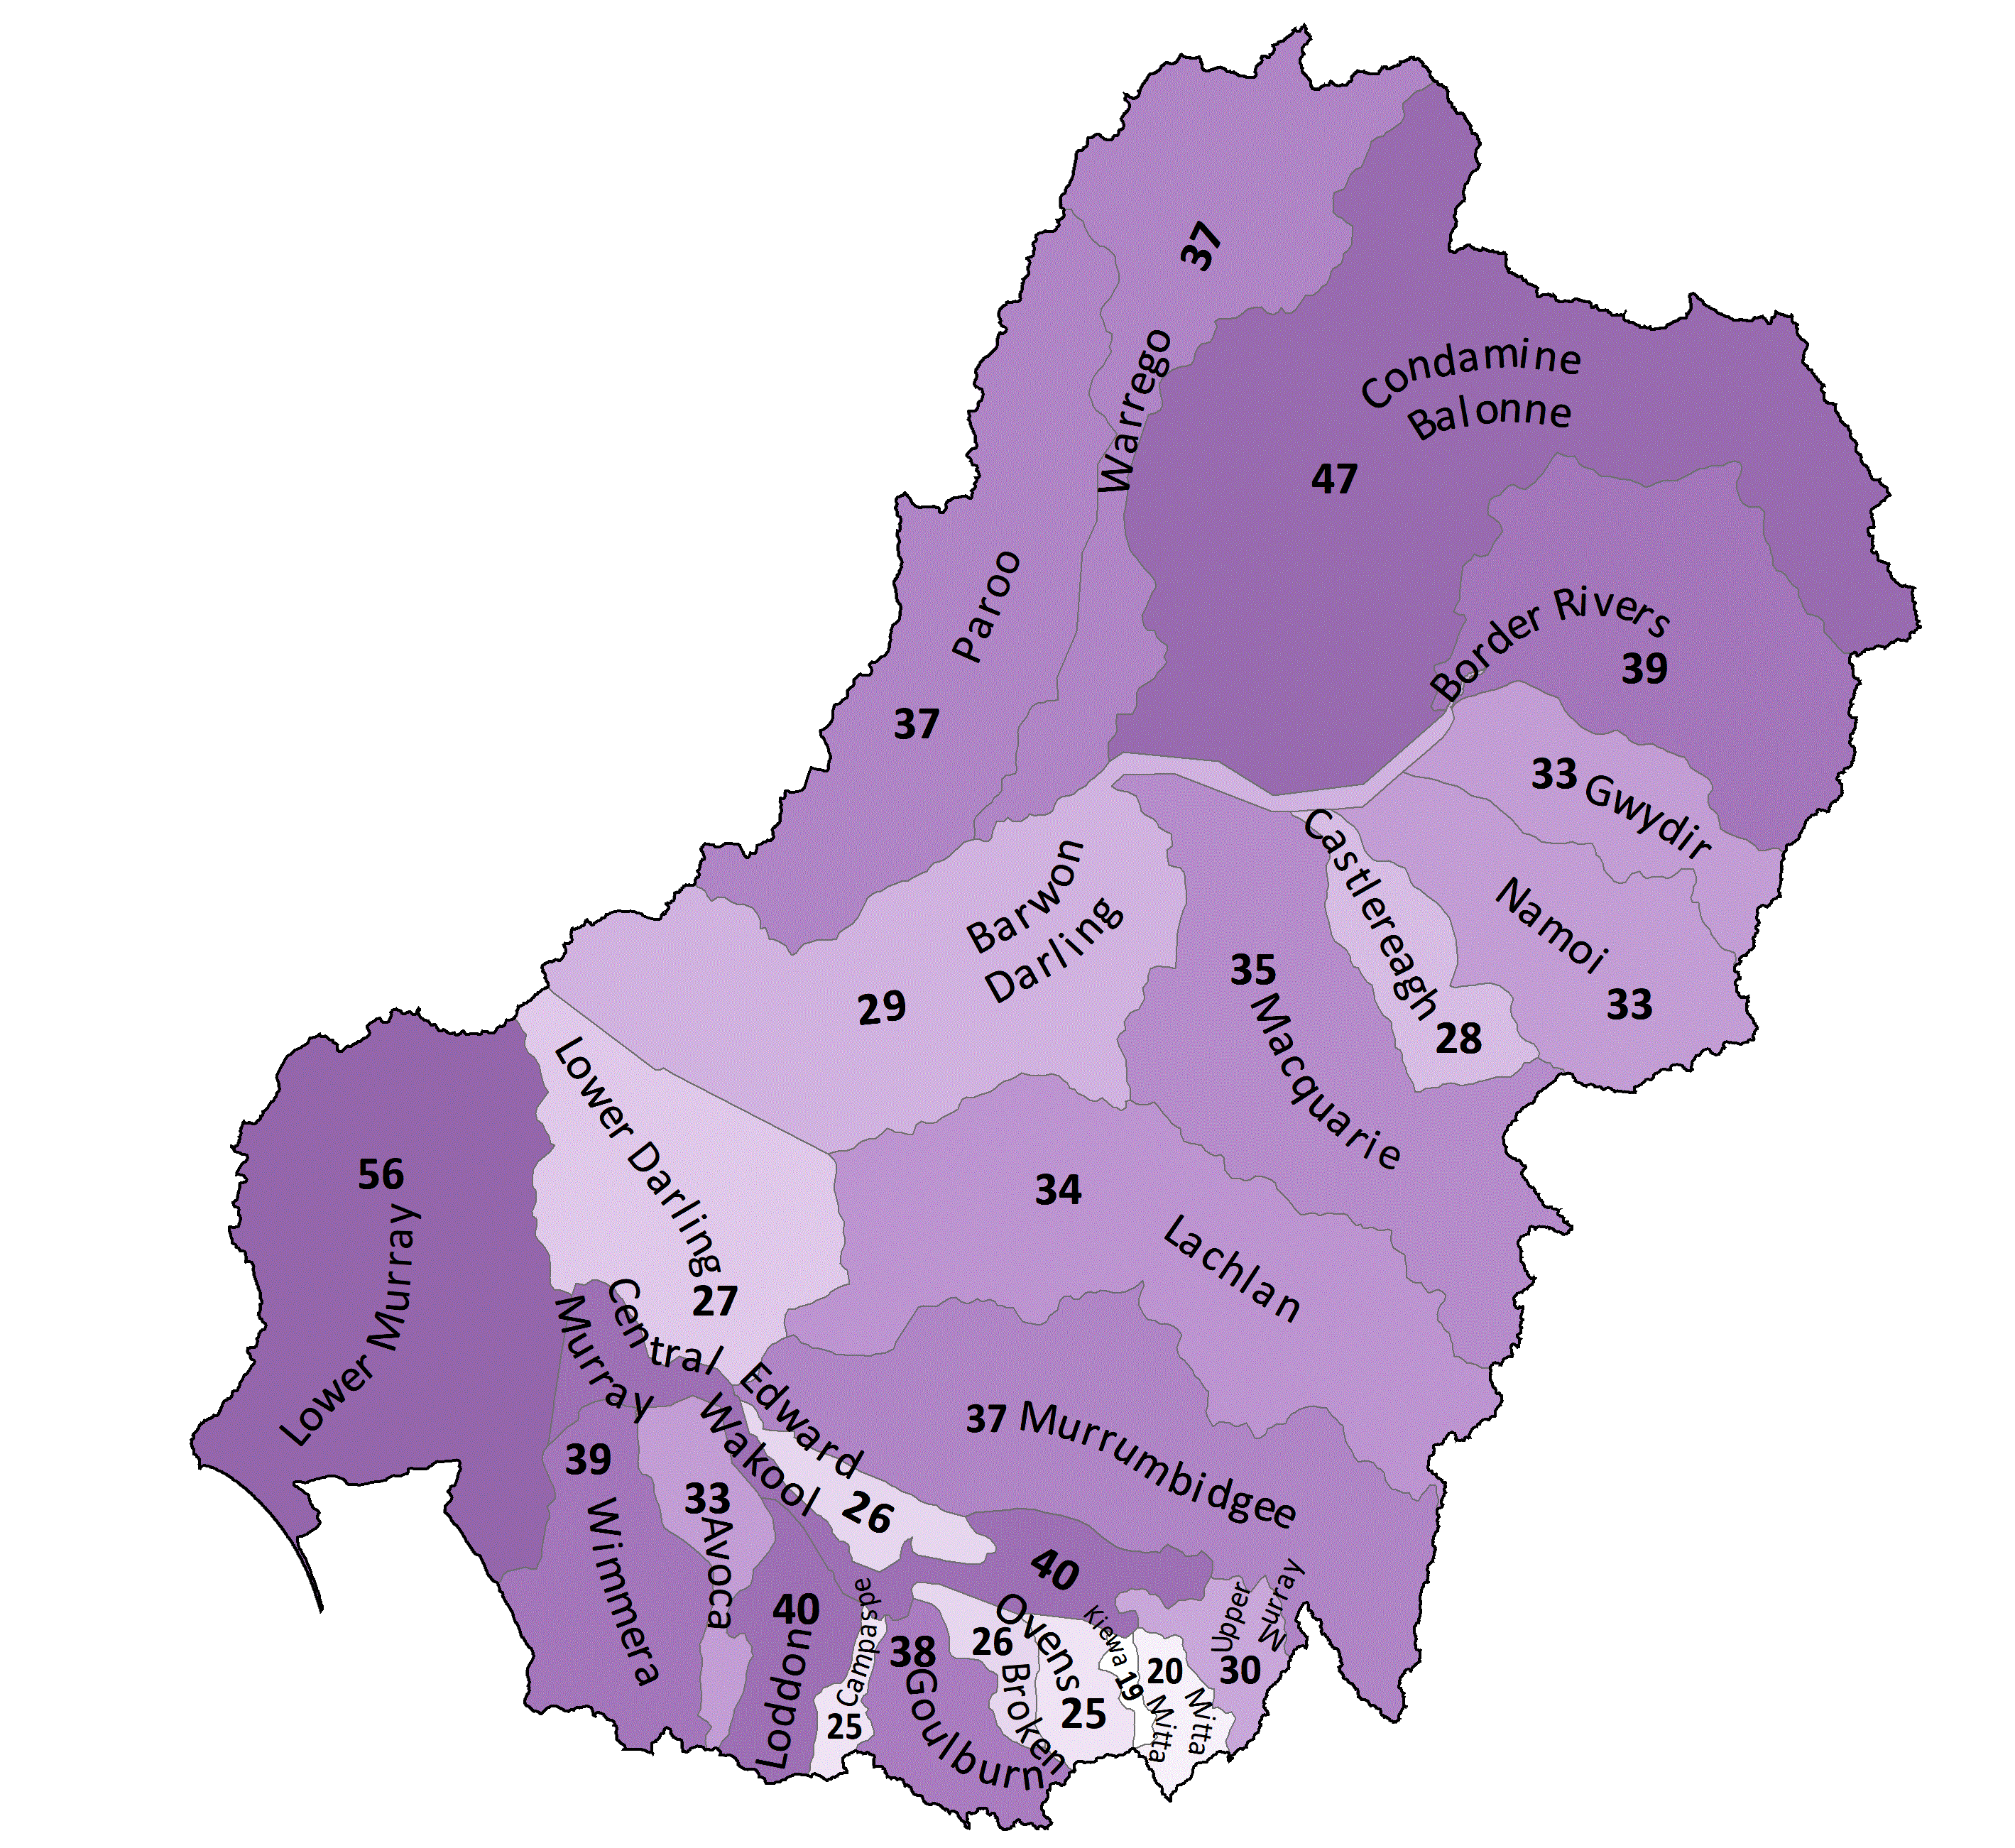 37
Warrego
Condamine
Balonne
47
Paroo
37
Border Rivers
39
33 Gwydir
Namoi
33
Castlereagh
28
Barwon
Darling
29
35
Macquarie
Lower Darling
27
56
Lower Murray
34
Lachlan
Central
Murray
40
Edward
Wakool
26
37 Murrumbidgee
39
Wimmera
33
Avoca
40
Loddon
Campaspe
25
38
Goulburn
26
Broken
Ovens
25
Kiewa
19
20
Mitta
Mitta
Upper
Murray
30